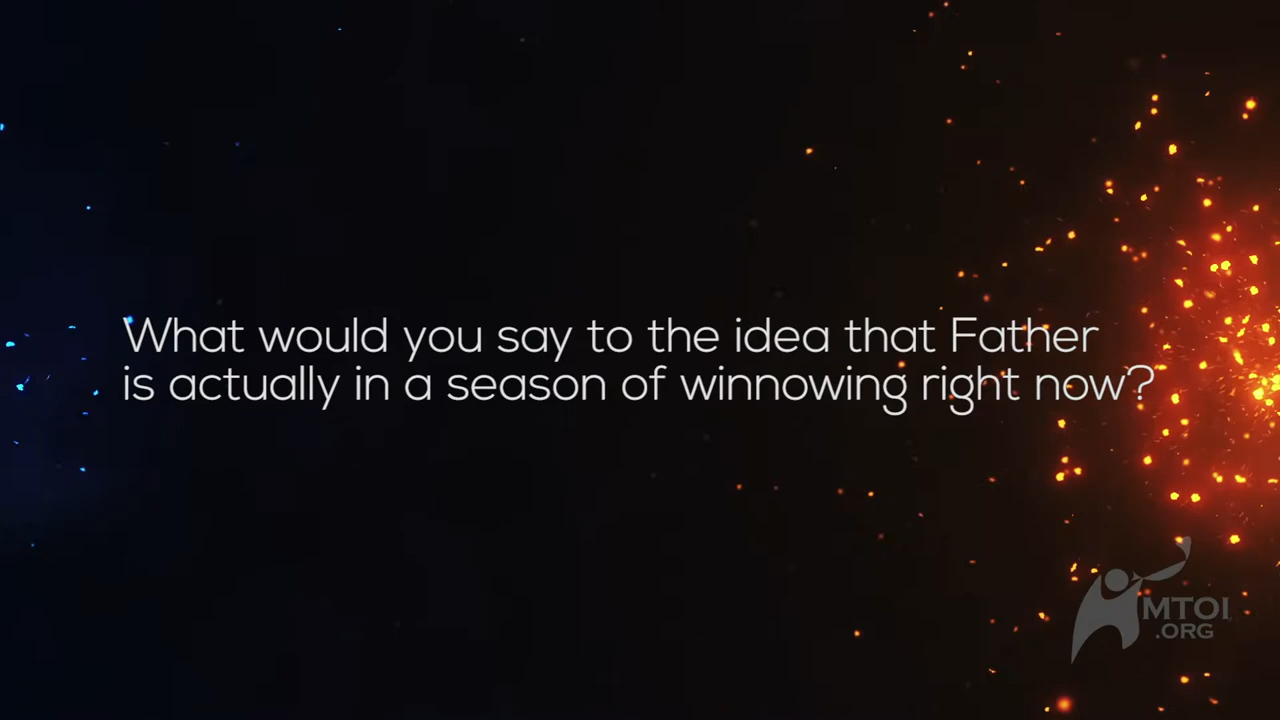 What would you say to the idea that Father
is actually in a season of winnowing right now?
MTOI
.ORG